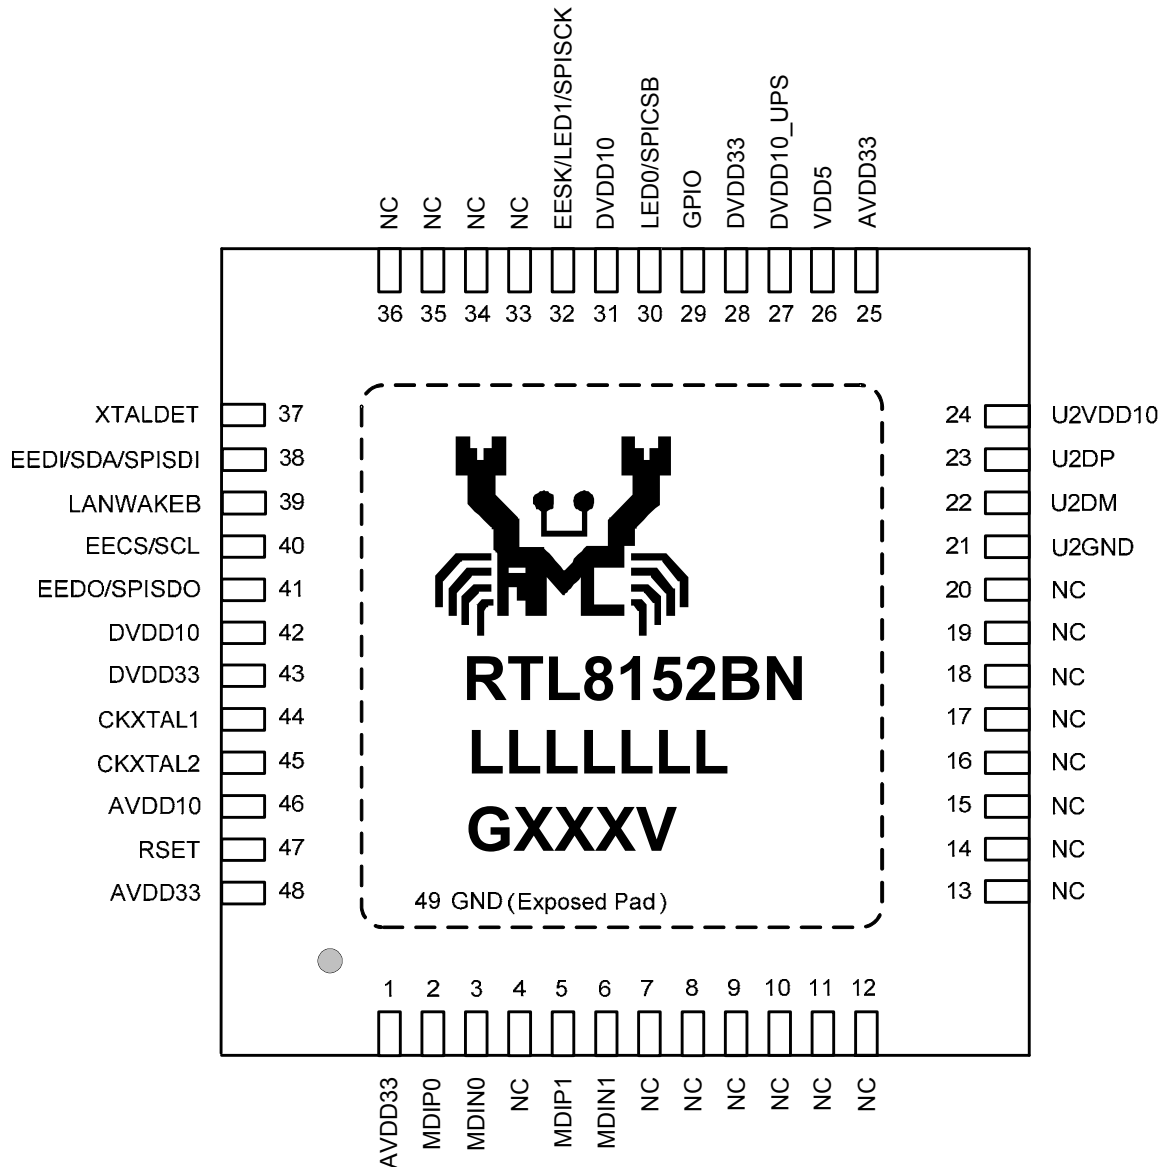 NC NC NC NC EESK/LED1/SPISCK DVDD10 LED0/SPICSB GPIO DVDD33 DVDD10_UPS VDD5 AVDD33
36 35 34 33 32 31 30 29 28 27 26 25
XTALDET 37 24 U2VDD10
EEDI/SDA/SPISDI 38 23 U2DP
LANWAKEB 39 22 U2DM
EECS/SCL 40 21 U2GND
EEDO/SPISDO 41 20 NC
DVDD10 42 19 NC
DVDD33 43 18 NC
CKXTAL1 44 17 NC
CKXTAL2 45 16 NC
AVDD10 46 15 NC
RSET 47 14 NC
AVDD33 48 13 NC
RTL8152BN
LLLLLLL
GXXXV
49 GND (Exposed Pad)
1 2 3 4 5 6 7 8 9 10 11 12
AVDD33 MDIP0 MDIN0 NC MDIP1 MDIN1 NC NC NC NC NC NC